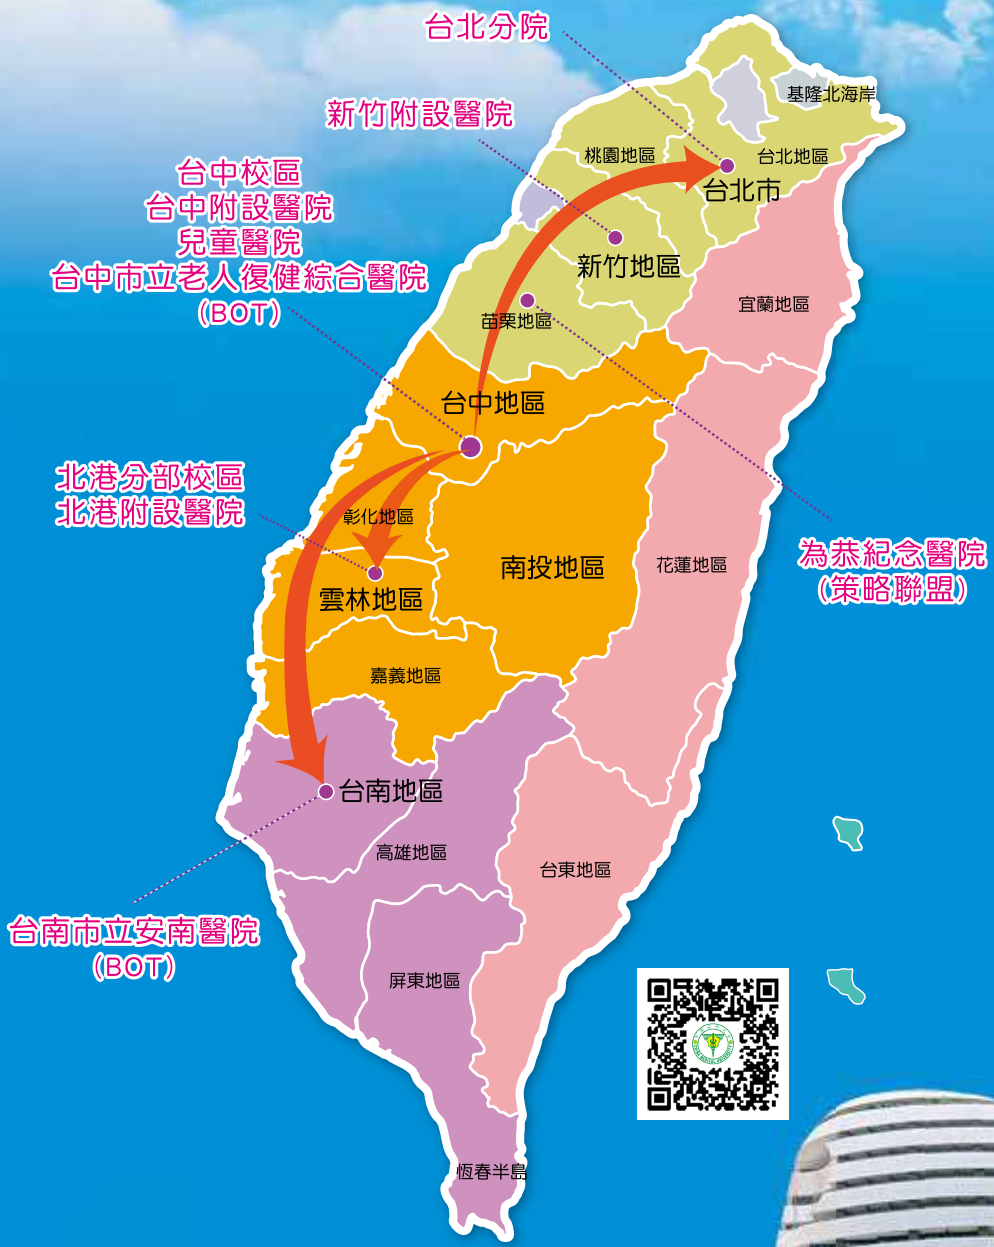 台北分院
基隆北海岸
新竹附設醫院
桃園地區
台北地區
台北市
台中校區
台中附設醫院
兒童醫院
台中市立老人復健綜合醫院
(BOT)
新竹地區
宜蘭地區
苗栗地區
台中地區
北港分部校區
北港附設醫院
彰化地區
南投地區
花蓮地區
為恭紀念醫院
(策略聯盟)
雲林地區
嘉義地區
台南地區
高雄地區
台東地區
台南市立安南醫院
(BOT)
屏東地區
恆春半島